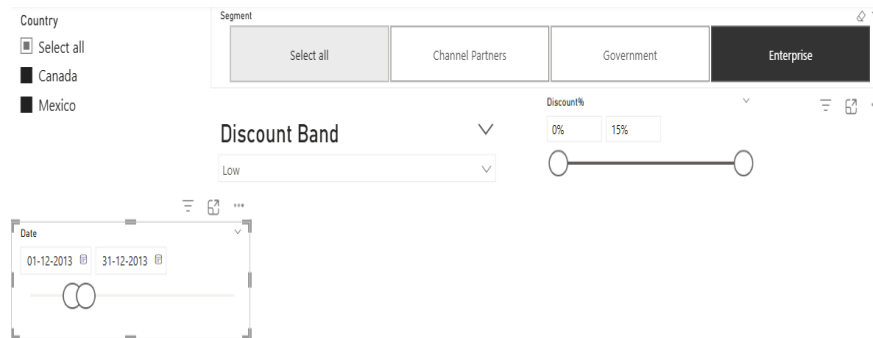 Country
Select all
Canada
Mexico
Segment
Select all
Channel Partners
Government
Enterprise
Discount Band
Low
Discount%
0%
15%
Date
01-12-2013
31-12-2013